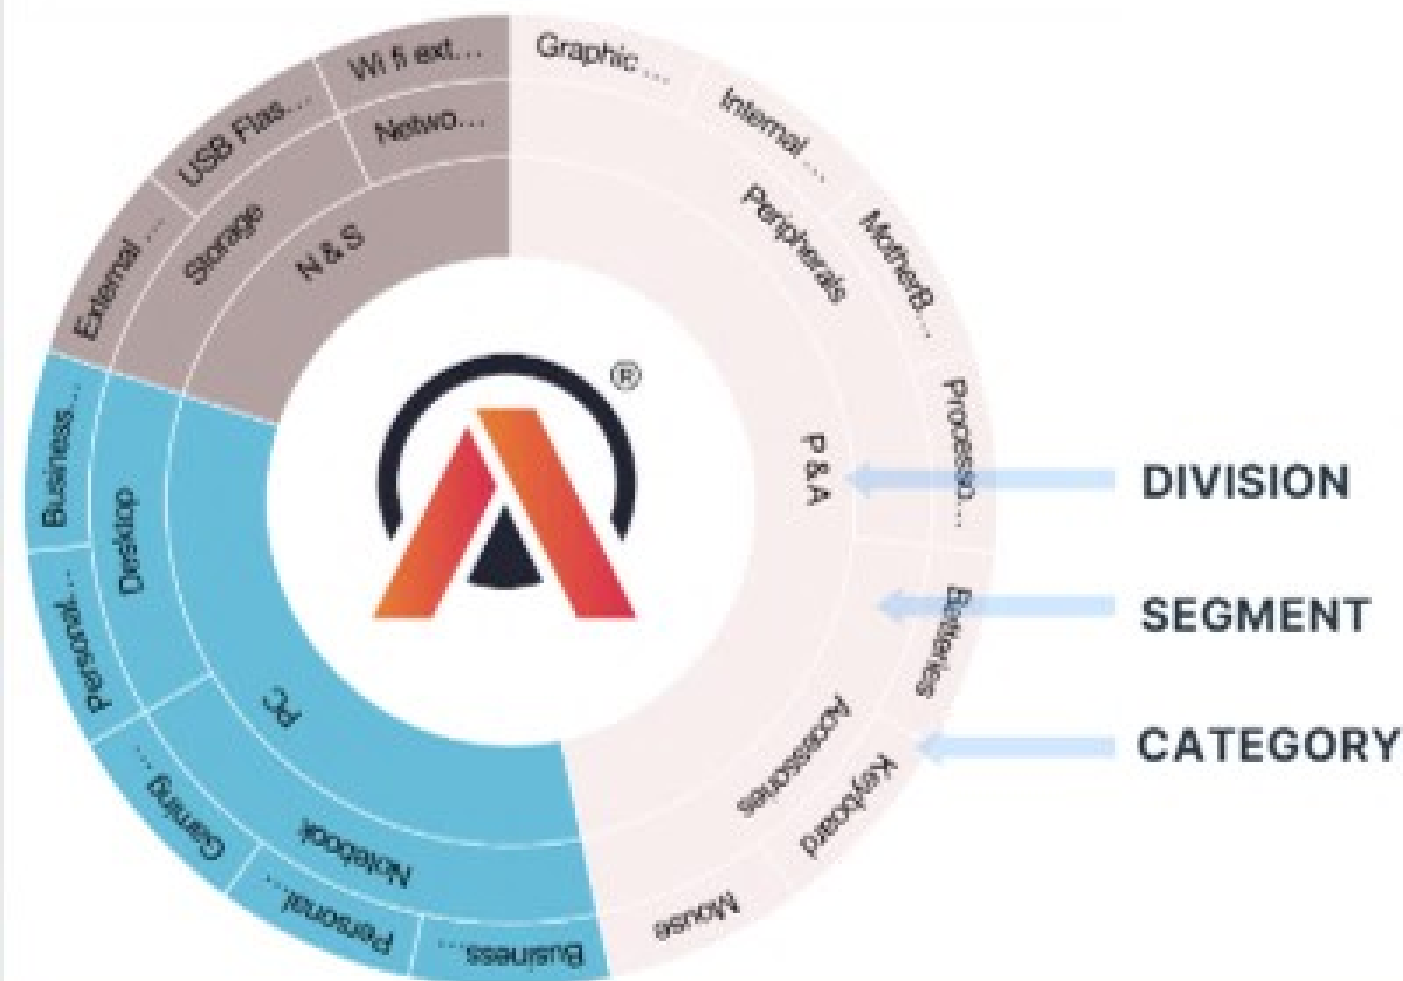 Wi fi ext...
Graphic ...
USB Flas...
Netwo...
Internal ...
External ...
Storage
N & S
Peripherals
MotherB...
®
Business...
Desktop
P & A
Processo...
DIVISION
Personal...
PC
Batteries
SEGMENT
Accessories
Keyboard
CATEGORY
Gaming ...
Notebook
Personal...
Business...
Mouse